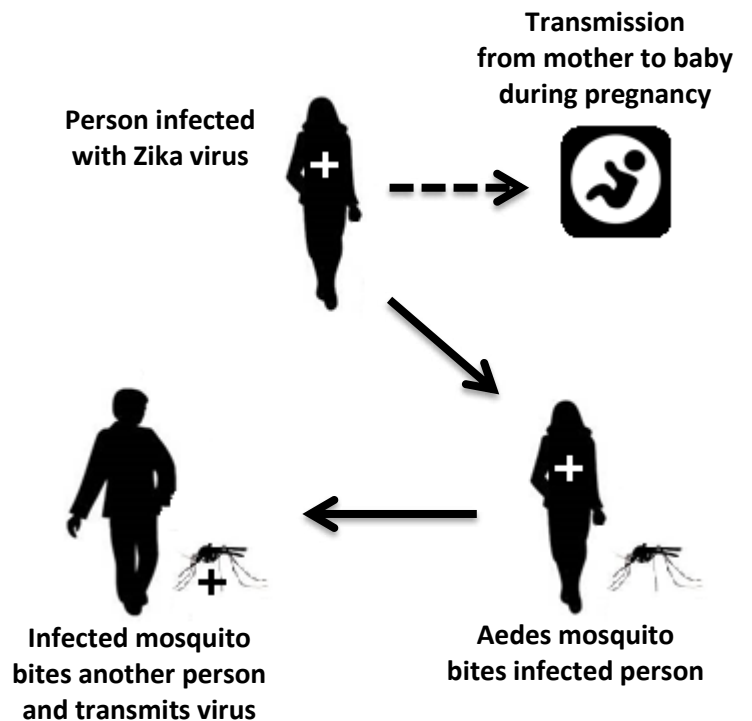 Transmission
from mother to baby
during pregnancy
Person infected
with Zika virus
Aedes mosquito
bites infected person
Infected mosquito
bites another person
and transmits virus